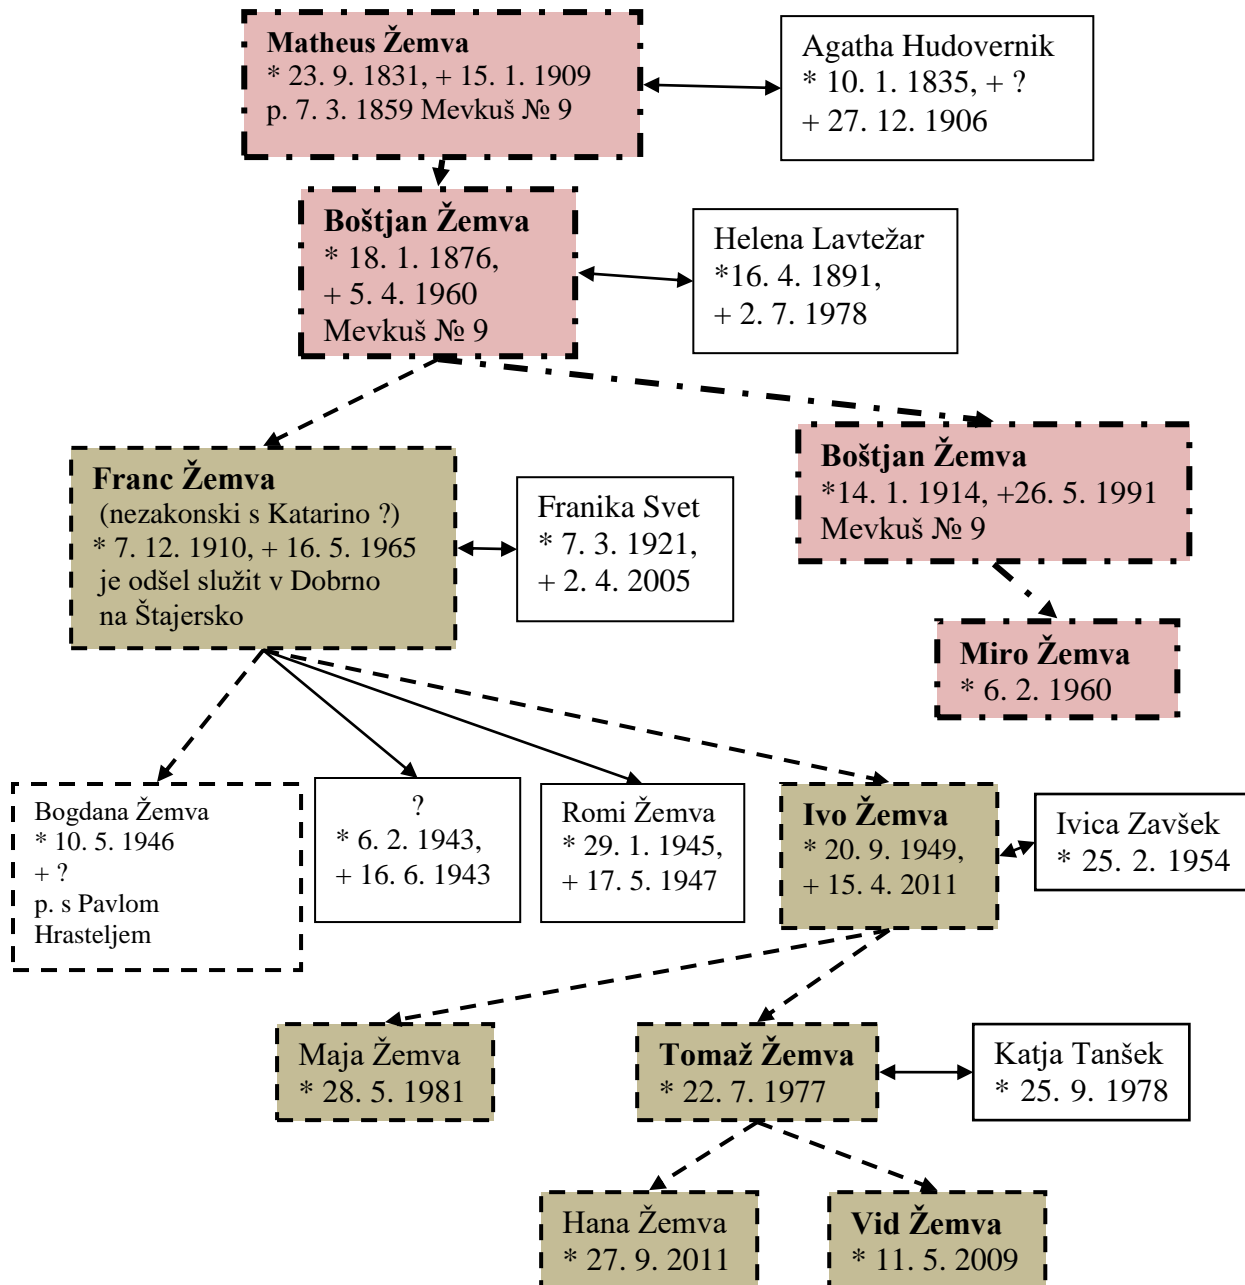 Matheus Žemva
* 23. 9. 1831, + 15. 1. 1909
p. 7. 3. 1859 Mevkuš № 9
Agatha Hudovernik
* 10. 1. 1835, + ?
+ 27. 12. 1906
Boštjan Žemva
* 18. 1. 1876,
+ 5. 4. 1960
Mevkuš № 9
Helena Lavtežar
*16. 4. 1891,
+ 2. 7. 1978
Franc Žemva
(nezakonski s Katarino ?)
* 7. 12. 1910, + 16. 5. 1965
je odšel služit v Dobrno
na Štajersko
Franika Svet
* 7. 3. 1921,
+ 2. 4. 2005
Boštjan Žemva
*14. 1. 1914, +26. 5. 1991
Mevkuš № 9
Miro Žemva
* 6. 2. 1960
Bogdana Žemva
* 10. 5. 1946
+ ?
p. s Pavlom
Hrasteljem
?
* 6. 2. 1943,
+ 16. 6. 1943
Romi Žemva
* 29. 1. 1945,
+ 17. 5. 1947
Ivo Žemva
* 20. 9. 1949,
+ 15. 4. 2011
Ivica Zavšek
* 25. 2. 1954
Maja Žemva
* 28. 5. 1981
Tomaž Žemva
* 22. 7. 1977
Katja Tanšek
* 25. 9. 1978
Hana Žemva
* 27. 9. 2011
Vid Žemva
* 11. 5. 2009